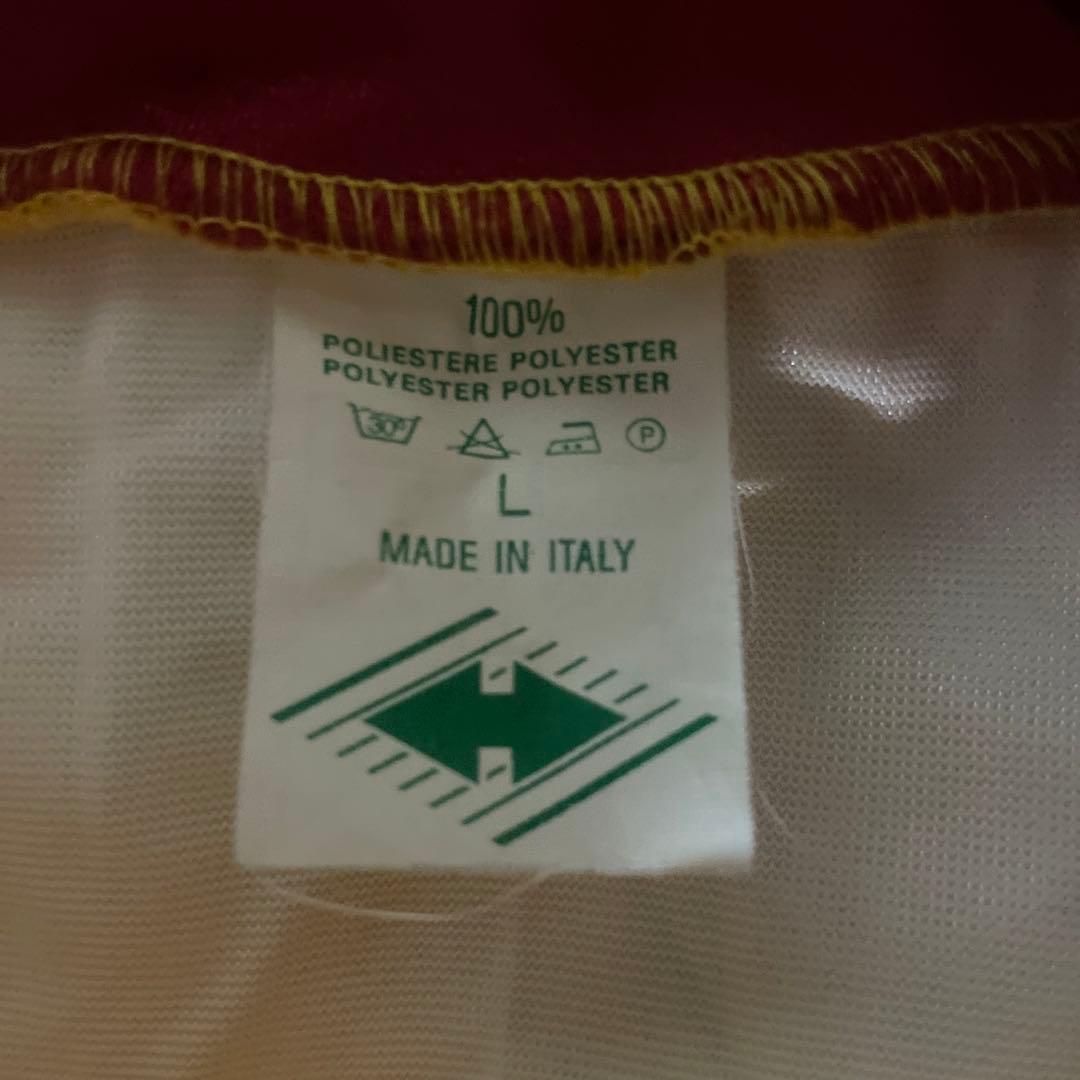 100%
POLIESTERE POLYESTER
POLYESTER POLYESTER
30° P
L
MADE IN ITALY